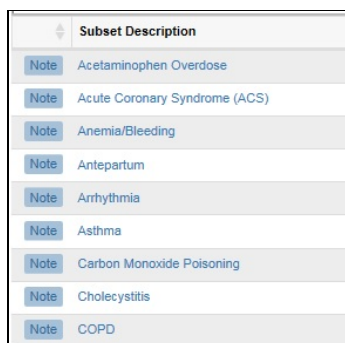 Subset Description
Note Acetaminophen Overdose
Note Acute Coronary Syndrome (ACS)
Note Anemia/Bleeding
Note Antepartum
Note Arrhythmia
Note Asthma
Note Carbon Monoxide Poisoning
Note Cholecystitis
Note COPD